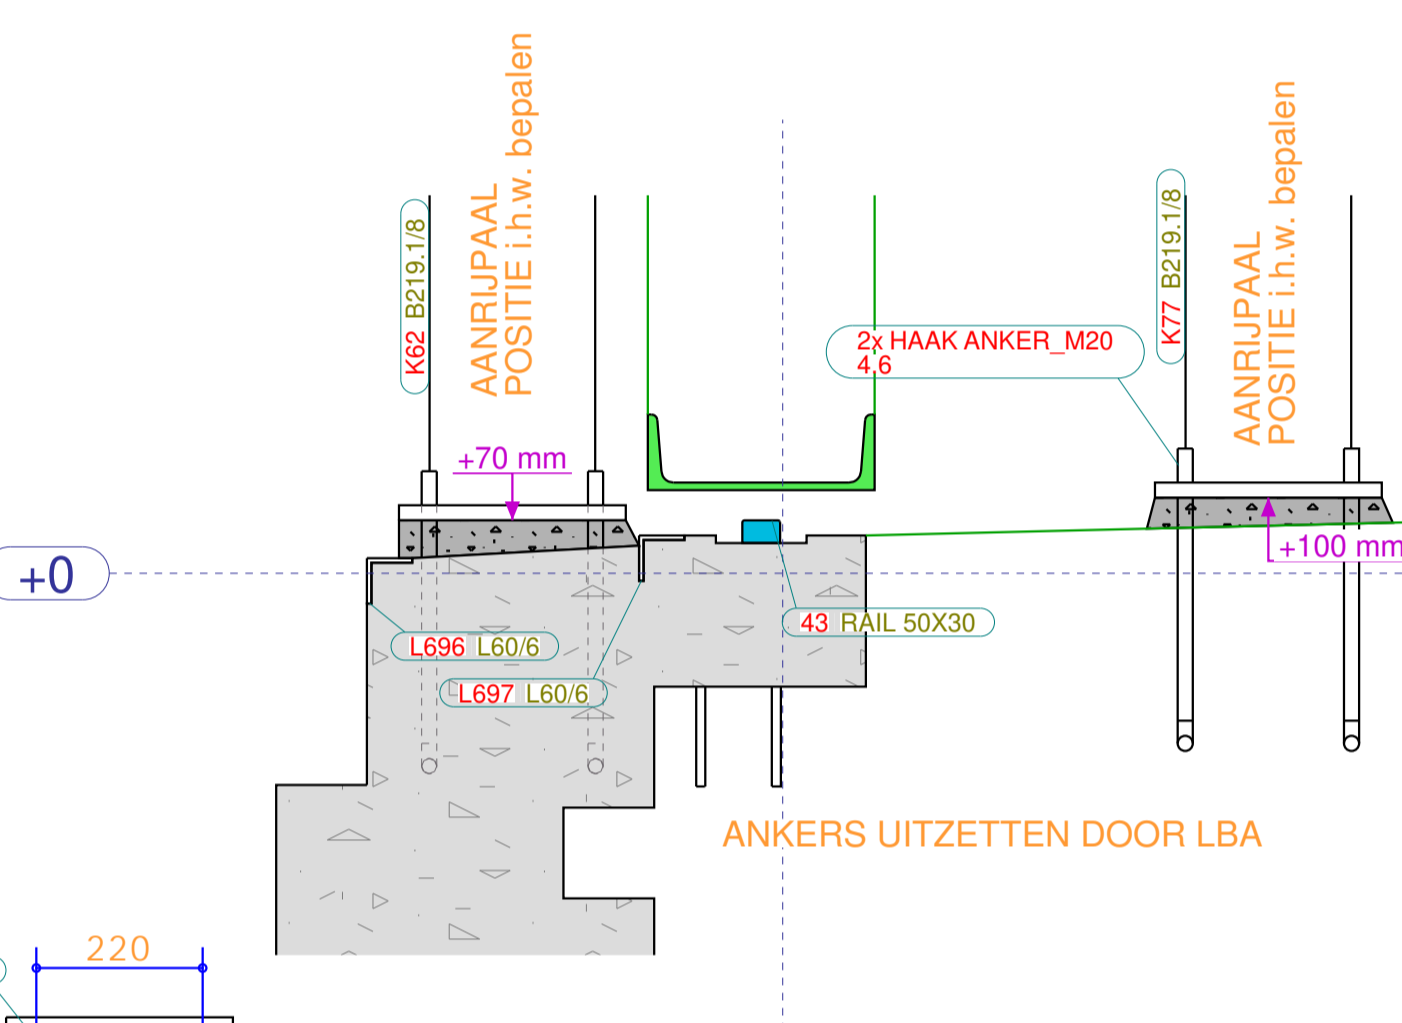 AANRIJPAAL
POSITIE i.h.w. bepalen
AANRIJPAAL
POSITIE i.h.w. bepalen
K62 B219.1/8
K77 B219.1/8
2x HAAK ANKER_M20
4.6
+70 mm
+100 mm
+0
43 RAIL 50X30
L696 L60/6
L697 L60/6
ANKERS UITZETTEN DOOR LBA
220